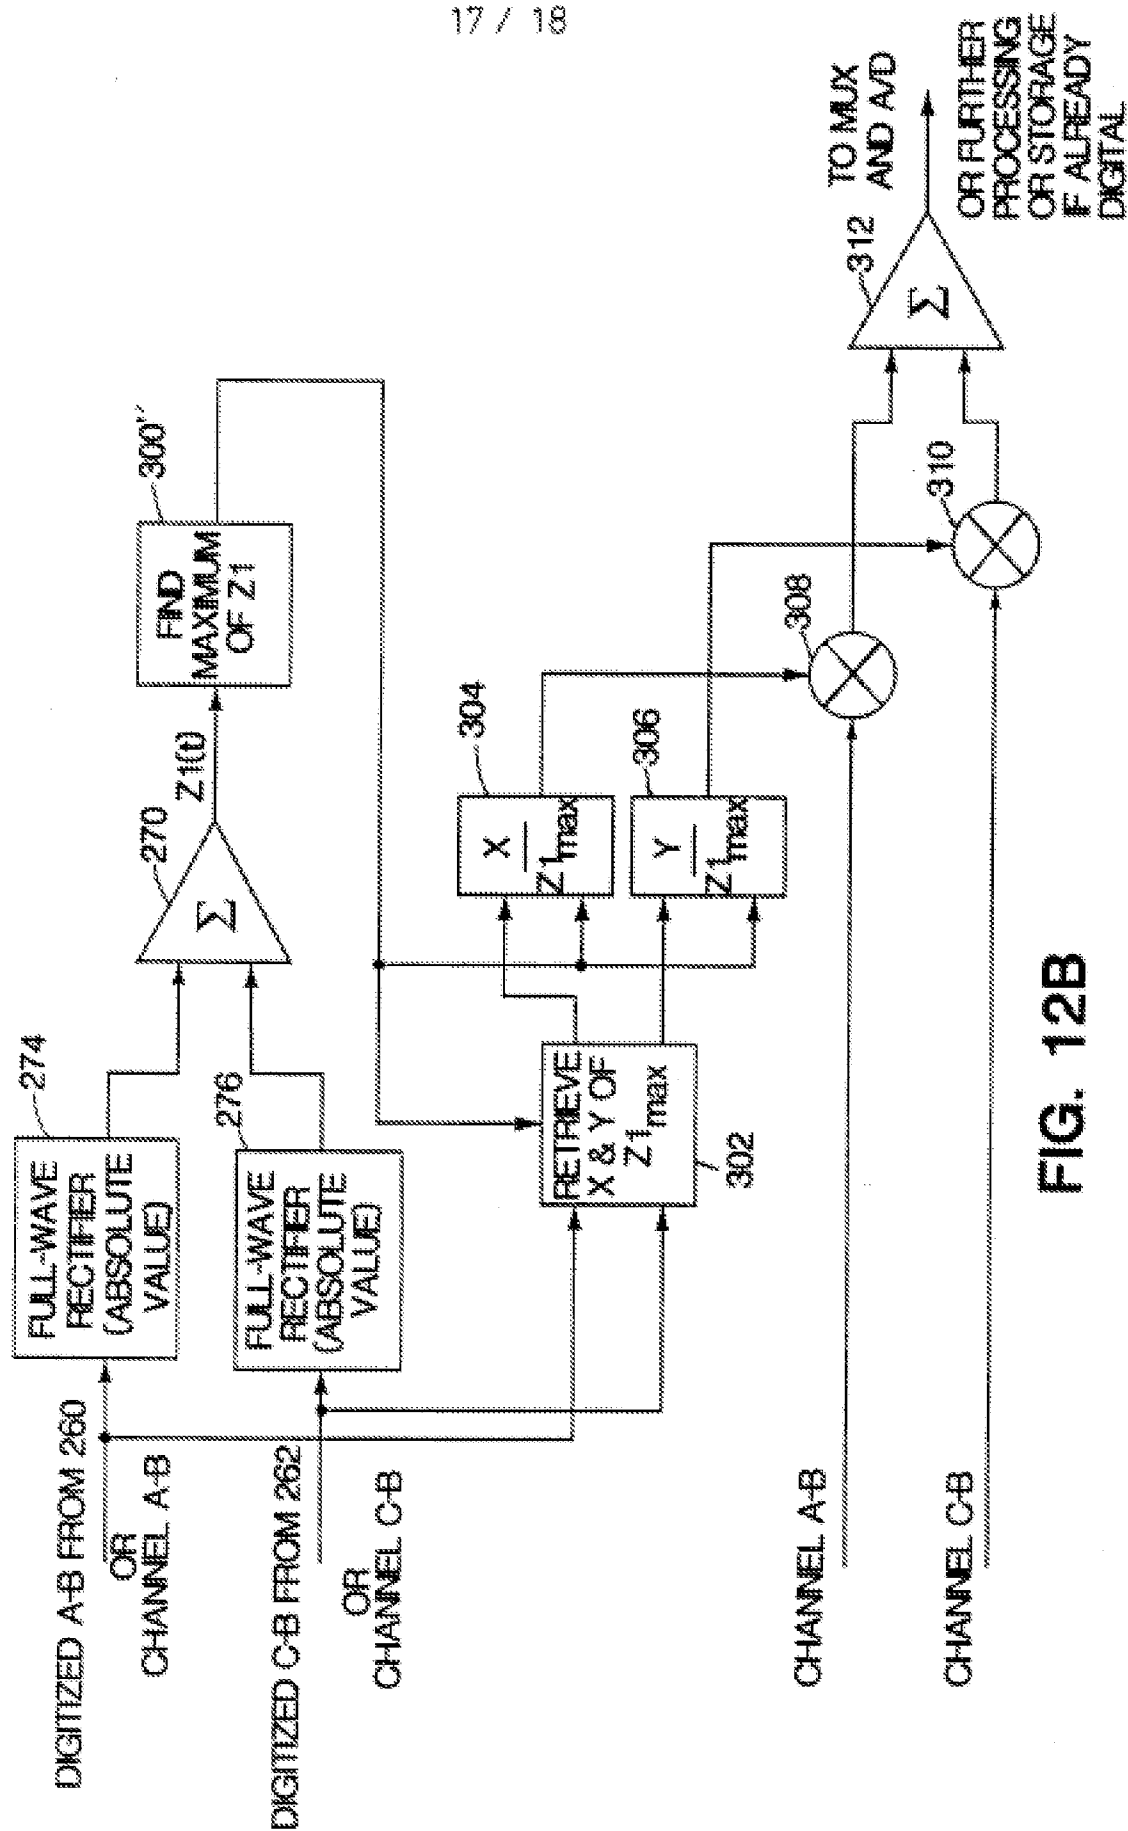 17 / 18
DIGITIZED A-B FROM 260
OR
CHANNEL A-B
FULL-WAVE
RECTIFIER
(ABSOLUTE
VALUE)
274
DIGITIZED C-B FROM 262
OR
CHANNEL C-B
FULL-WAVE
RECTIFIER
(ABSOLUTE
VALUE)
276
Σ
270
Z1(t)
FIND
MAXIMUM
OF Z1
300''
RETRIEVE
X & Y OF
Z1max
302
X
Z1max
304
Y
Z1max
306
CHANNEL A-B
308
CHANNEL C-B
310
Σ
312
TO MUX
AND A/D
OR FURTHER
PROCESSING
OR STORAGE
IF ALREADY
DIGITAL
FIG. 12B